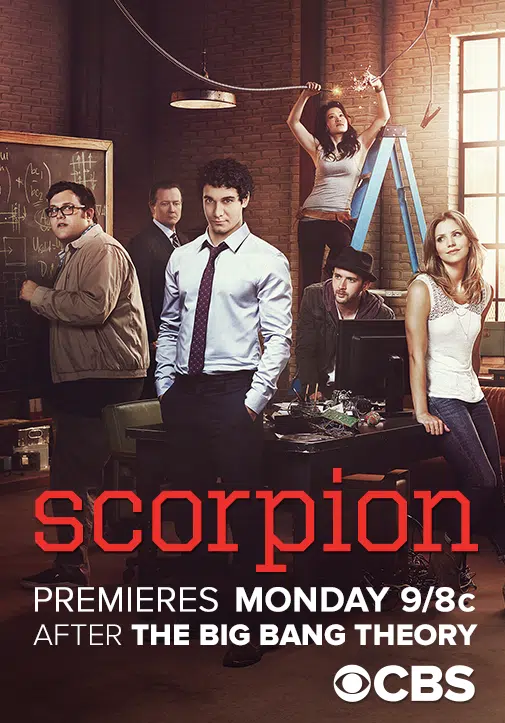 scorpion
PREMIERES MONDAY 9/8c
AFTER THE BIG BANG THEORY
CBS